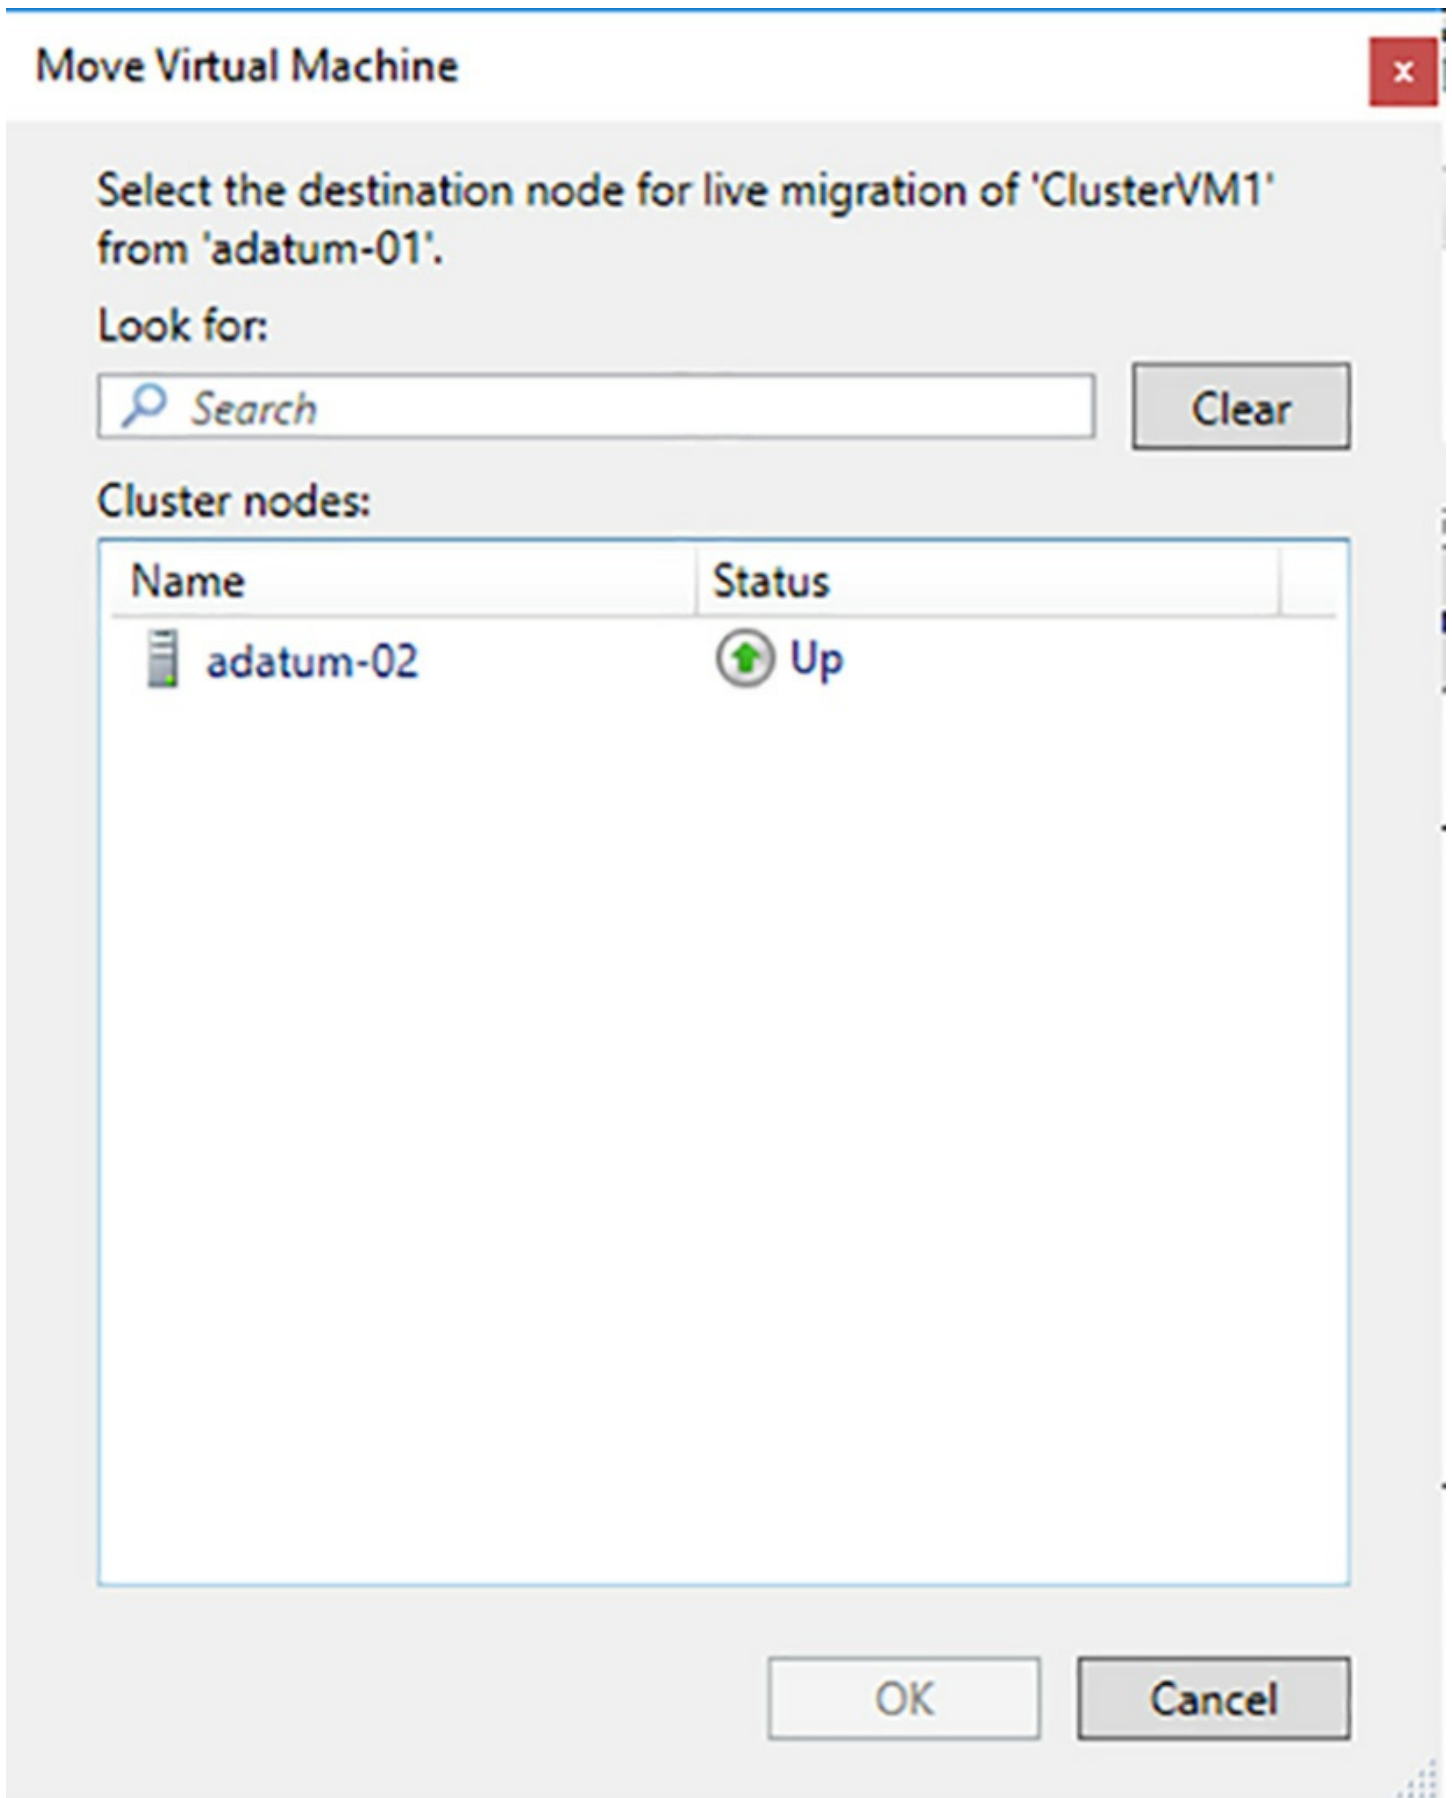 Move Virtual Machine
x
Select the destination node for live migration of 'ClusterVM1'
from 'adatum-01'.
Look for:
Search
Clear
Cluster nodes:
Name Status
adatum-02 Up
OK Cancel